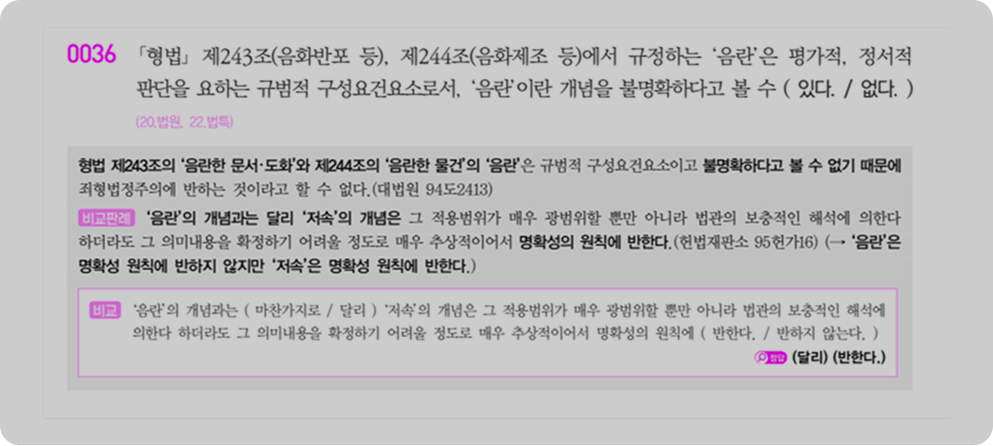 0036 「형법」 제243조(음화반포 등), 제244조(음화제조 등)에서 규정하는 ‘음란’은 평가적, 정서적
판단을 요하는 규범적 구성요건요소로서, ‘음란’이란 개념을 불명확하다고 볼 수 ( 있다. / 없다. )
(20.법원, 22.법특)
형법 제243조의 ‘음란한 문서·도화’와 제244조의 ‘음란한 물건’의 ‘음란’은 규범적 구성요건요소이고 불명확하다고 볼 수 없기 때문에
죄형법정주의에 반하는 것이라고 할 수 없다.(대법원 94도2413)
비교판례 ‘음란’의 개념과는 달리 ‘저속’의 개념은 그 적용범위가 매우 광범위할 뿐만 아니라 법관의 보충적인 해석에 의한다
하더라도 그 의미내용을 확정하기 어려울 정도로 매우 추상적이어서 명확성의 원칙에 반한다.(헌법재판소 95헌가16) (→ ‘음란’은
명확성 원칙에 반하지 않지만 ‘저속’은 명확성 원칙에 반한다.)
비교 ‘음란’의 개념과는 ( 마찬가지로 / 달리 ) ‘저속’의 개념은 그 적용범위가 매우 광범위할 뿐만 아니라 법관의 보충적인 해석에
의한다 하더라도 그 의미내용을 확정하기 어려울 정도로 매우 추상적이어서 명확성의 원칙에 ( 반한다. / 반하지 않는다. )
정답 (달리) (반한다.)